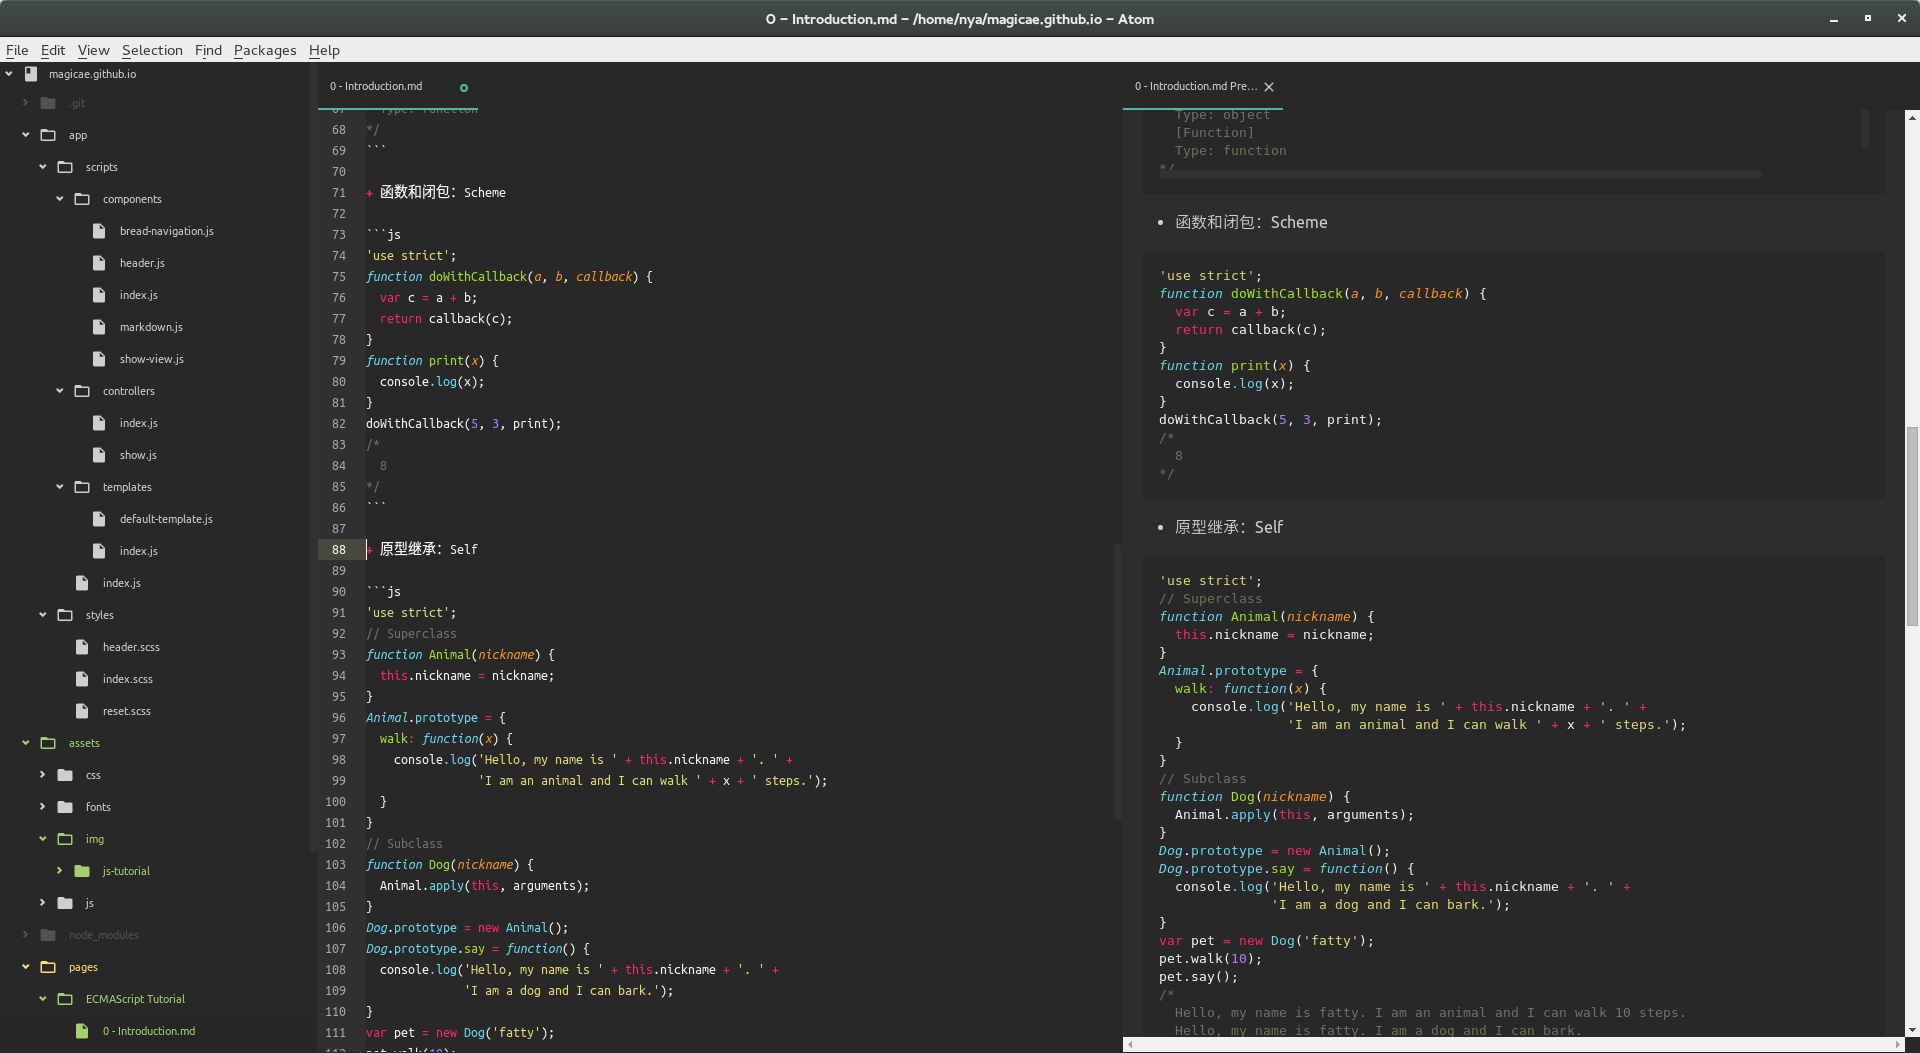 0 – Introduction.md – /home/nya/magicae.github.io – Atom
File Edit View Selection Find Packages Help
magicae.github.io
.git
app
scripts
components
bread-navigation.js
header.js
index.js
markdown.js
show-view.js
controllers
index.js
show.js
templates
default-template.js
index.js
index.js
styles
header.scss
index.scss
reset.scss
assets
css
fonts
img
js-tutorial
js
node_modules
pages
ECMAScript Tutorial
0 - Introduction.md
0 - Introduction.md
67   Type: function
68 */
69 ```
70
71 + 函数和闭包：Scheme
72
73 ```js
74 'use strict';
75 function doWithCallback(a, b, callback) {
76   var c = a + b;
77   return callback(c);
78 }
79 function print(x) {
80   console.log(x);
81 }
82 doWithCallback(5, 3, print);
83 /*
84   8
85 */
86 ```
87
88 + 原型继承：Self
89
90 ```js
91 'use strict';
92 // Superclass
93 function Animal(nickname) {
94   this.nickname = nickname;
95 }
96 Animal.prototype = {
97   walk: function(x) {
98     console.log('Hello, my name is ' + this.nickname + '. ' +
99                 'I am an animal and I can walk ' + x + ' steps.');
100   }
101 }
102 // Subclass
103 function Dog(nickname) {
104   Animal.apply(this, arguments);
105 }
106 Dog.prototype = new Animal();
107 Dog.prototype.say = function() {
108   console.log('Hello, my name is ' + this.nickname + '. ' +
109               'I am a dog and I can bark.');
110 }
111 var pet = new Dog('fatty');
112 pet.walk(10);
0 - Introduction.md Pre...
Type: object
[Function]
Type: function
*/
• 函数和闭包：Scheme
'use strict';
function doWithCallback(a, b, callback) {
  var c = a + b;
  return callback(c);
}
function print(x) {
  console.log(x);
}
doWithCallback(5, 3, print);
/*
  8
*/
• 原型继承：Self
'use strict';
// Superclass
function Animal(nickname) {
  this.nickname = nickname;
}
Animal.prototype = {
  walk: function(x) {
    console.log('Hello, my name is ' + this.nickname + '. ' +
                'I am an animal and I can walk ' + x + ' steps.');
  }
}
// Subclass
function Dog(nickname) {
  Animal.apply(this, arguments);
}
Dog.prototype = new Animal();
Dog.prototype.say = function() {
  console.log('Hello, my name is ' + this.nickname + '. ' +
              'I am a dog and I can bark.');
}
var pet = new Dog('fatty');
pet.walk(10);
pet.say();
/*
  Hello, my name is fatty. I am an animal and I can walk 10 steps.
  Hello, my name is fatty. I am a dog and I can bark.